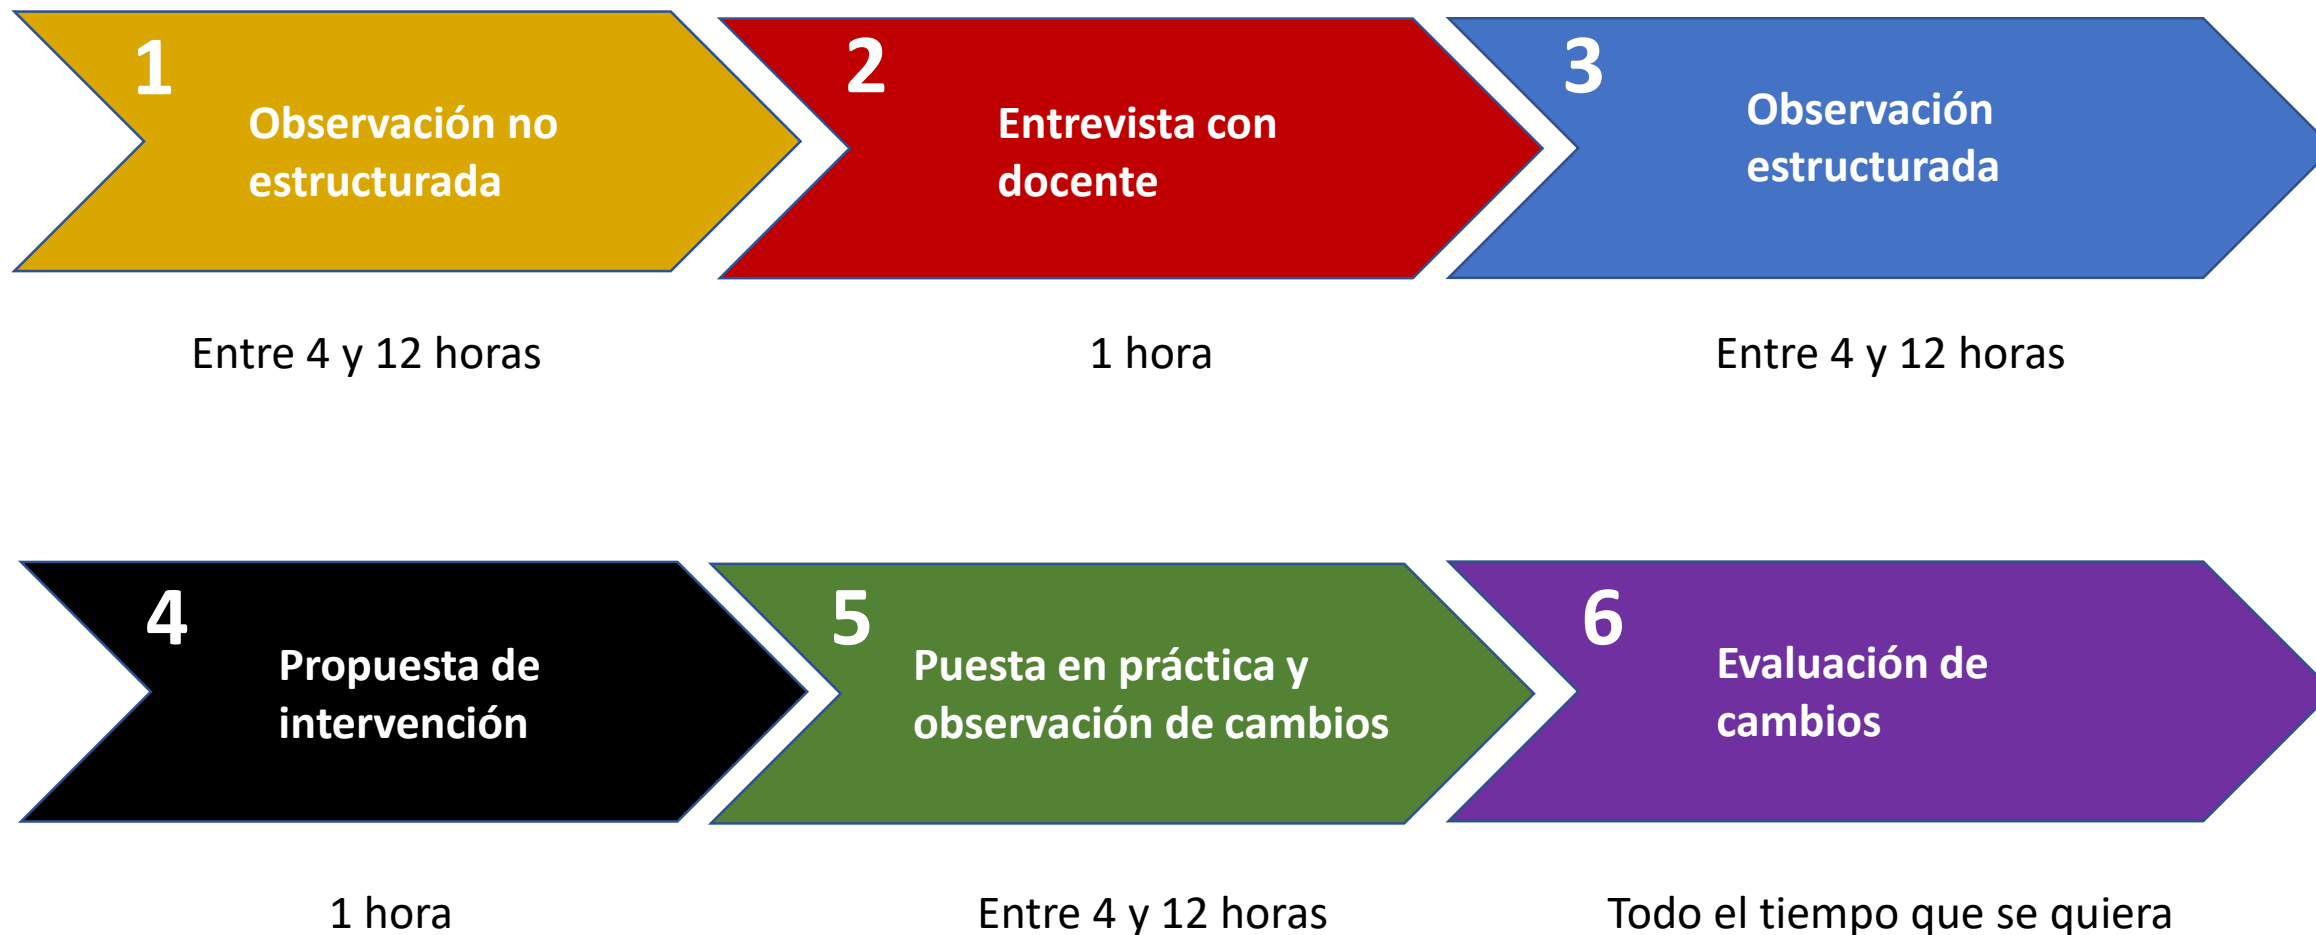 1
Observación no
estructurada
2
Entrevista con
docente
3
Observación
estructurada
Entre 4 y 12 horas
1 hora
Entre 4 y 12 horas
4
Propuesta de
intervención
5
Puesta en práctica y
observación de cambios
6
Evaluación de
cambios
1 hora
Entre 4 y 12 horas
Todo el tiempo que se quiera